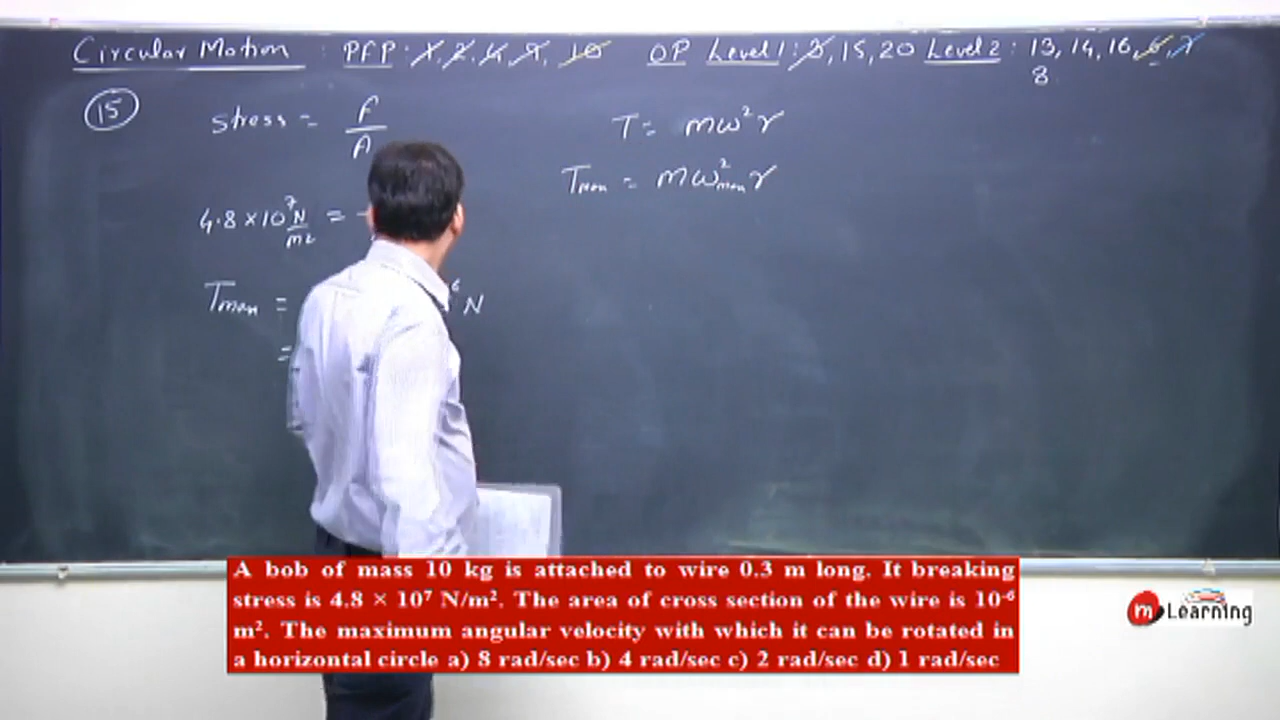 Circular Motion : PFP : 1, 2, 4, 9, 10 OP Level 1 : 3, 15, 20 Level 2 : 13, 14, 16, 6, 7
8
15
stress = F/A
T = mω²r
Tmax = mω²max r
4.8 × 10⁷ N/m² =
Tmax = ⁶ N
=
A bob of mass 10 kg is attached to wire 0.3 m long. It breaking
stress is 4.8 × 10⁷ N/m². The area of cross section of the wire is 10⁻⁶
m². The maximum angular velocity with which it can be rotated in
a horizontal circle a) 8 rad/sec b) 4 rad/sec c) 2 rad/sec d) 1 rad/sec
m Learning